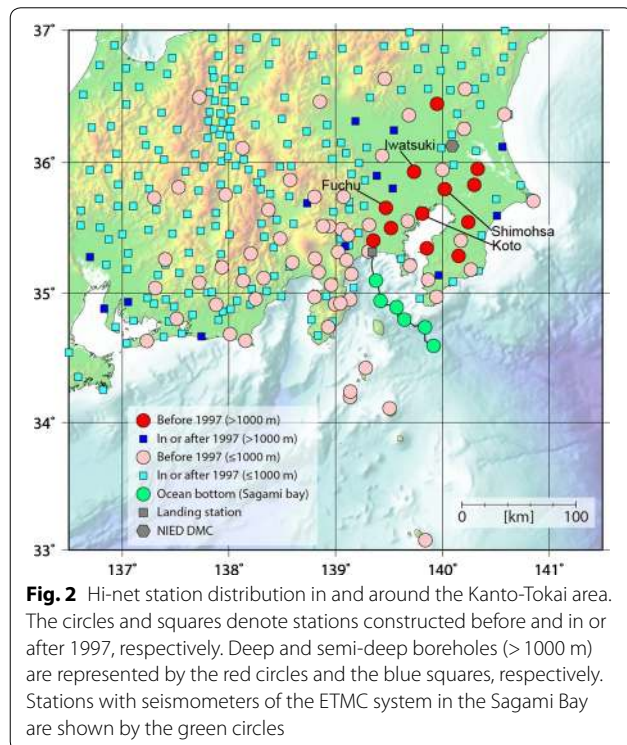 37°
36°
35°
34°
33°
137°
138°
139°
140°
141°
Iwatsuki
Fuchu
Shimohsa
Koto
Before 1997 (>1000 m)
In or after 1997 (>1000 m)
Before 1997 (≤1000 m)
In or after 1997 (≤1000 m)
Ocean bottom (Sagami bay)
Landing station
NIED DMC
0 [km] 100
Fig. 2 Hi-net station distribution in and around the Kanto-Tokai area.
The circles and squares denote stations constructed before and in or
after 1997, respectively. Deep and semi-deep boreholes (> 1000 m)
are represented by the red circles and the blue squares, respectively.
Stations with seismometers of the ETMC system in the Sagami Bay
are shown by the green circles